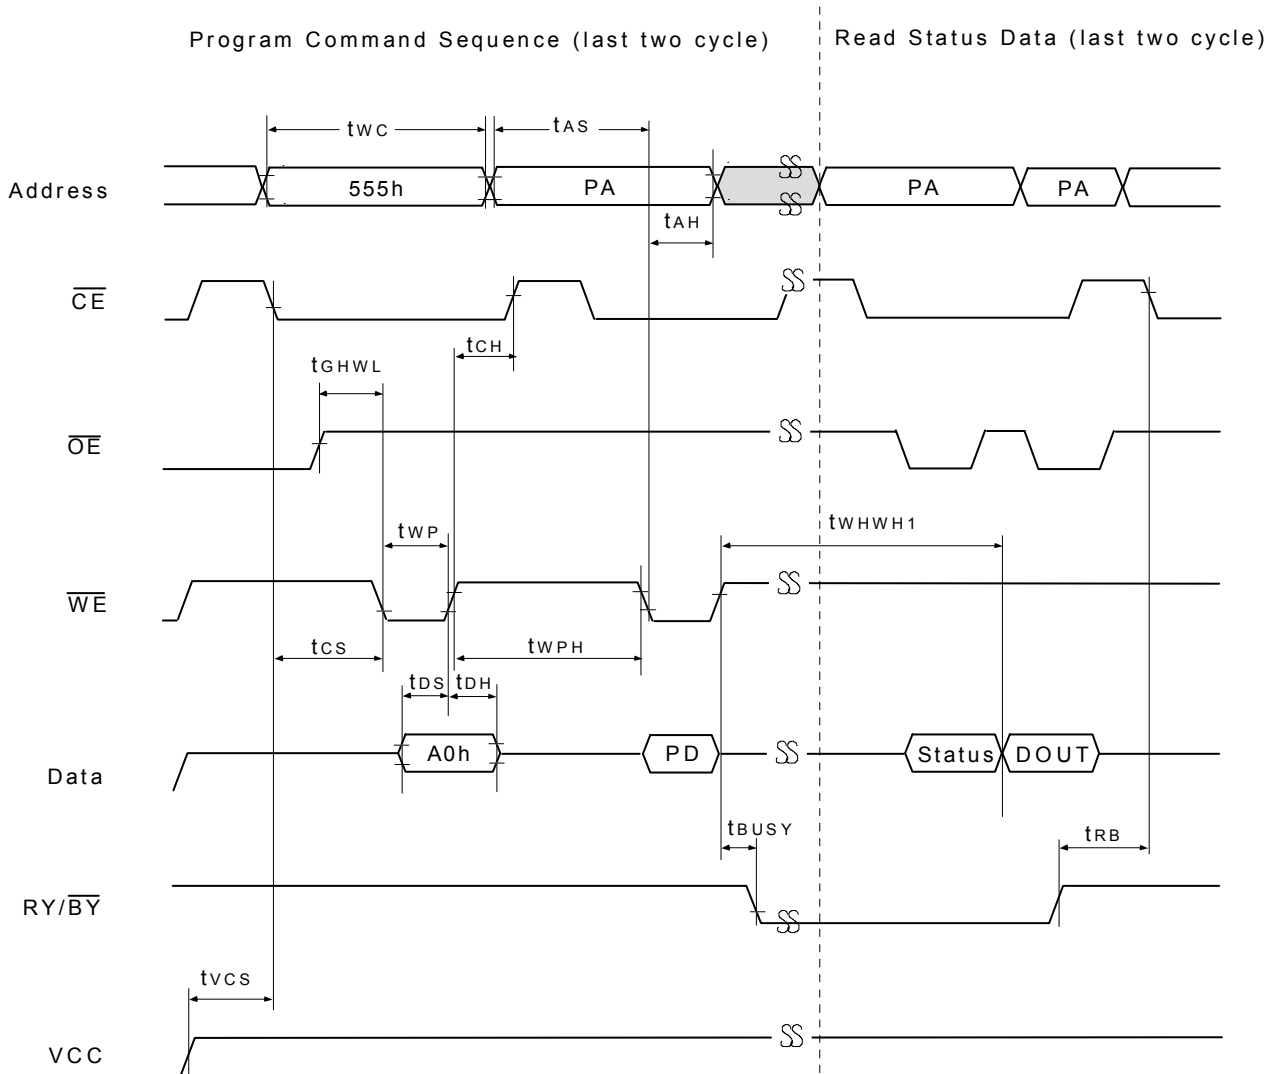 Program Command Sequence (last two cycle)
Read Status Data (last two cycle)
tWC
tAS
Address
555h
PA
PA
PA
tAH
CE
tCH
tGHWL
OE
tWP
tWHWH1
WE
tCS
tWPH
tDS
tDH
Data
A0h
PD
Status
DOUT
tBUSY
tRB
RY/BY
tVCS
VCC